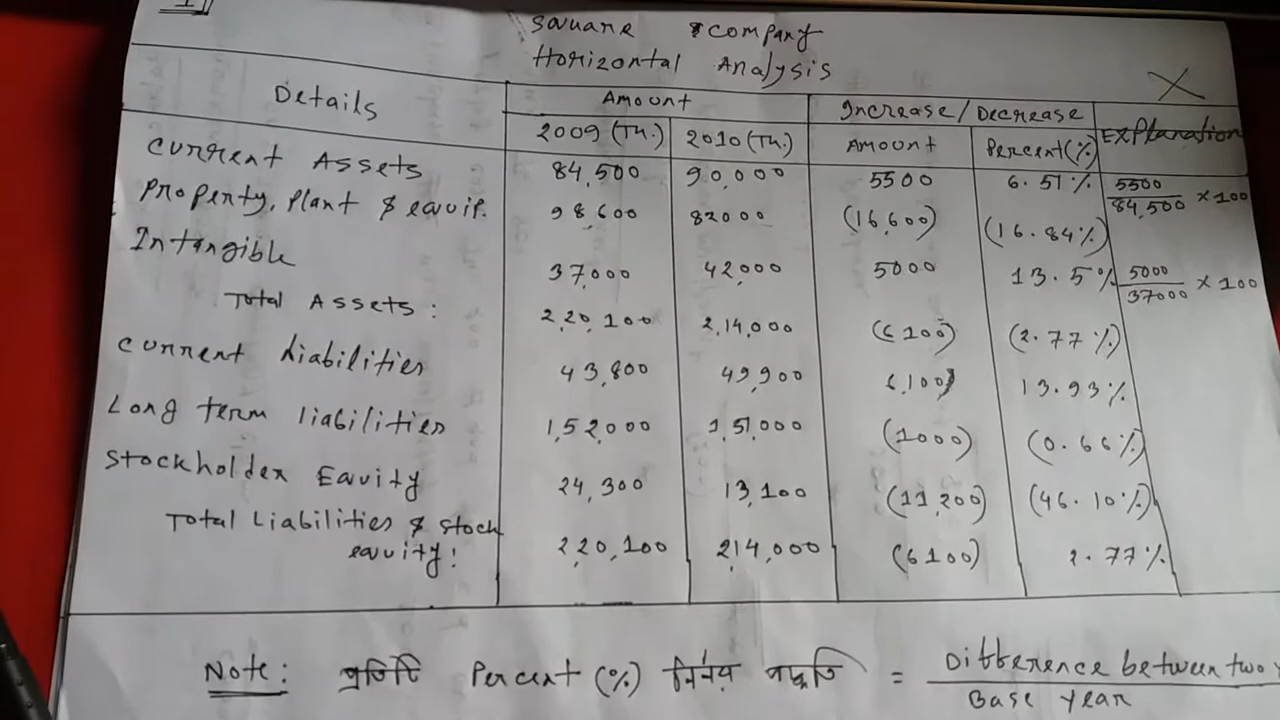 1]
Square company
Horizontal Analysis
X
Details Amount Increase/Decrease Explanation
2009 (Th.) 2010 (Th.) Amount Percent (%)
Current Assets 84,500 90,000 5500 6.51% 5500/84,500 × 100
Property, Plant & equip. 98,600 82000 (16,600) (16.84%)
Intangible 37,000 42,000 5000 13.5% 5000/37000 × 100
Total Assets: 2,20,100 2,14,000 (6100) (2.77%)
Current Liabilities 43,800 49,900 6,100) 13.93%
Long term liabilities 1,52,000 1,51,000 (1000) (0.66%)
Stockholder Equity 24,300 13,100 (11,200) (46.10%)
Total Liabilities & Stock
equity: 220,100 214,000 (6100) 2.77%
Note: প্রতিটি Percent (%) নির্নয় পদ্ধতি = Difference between two
Base year